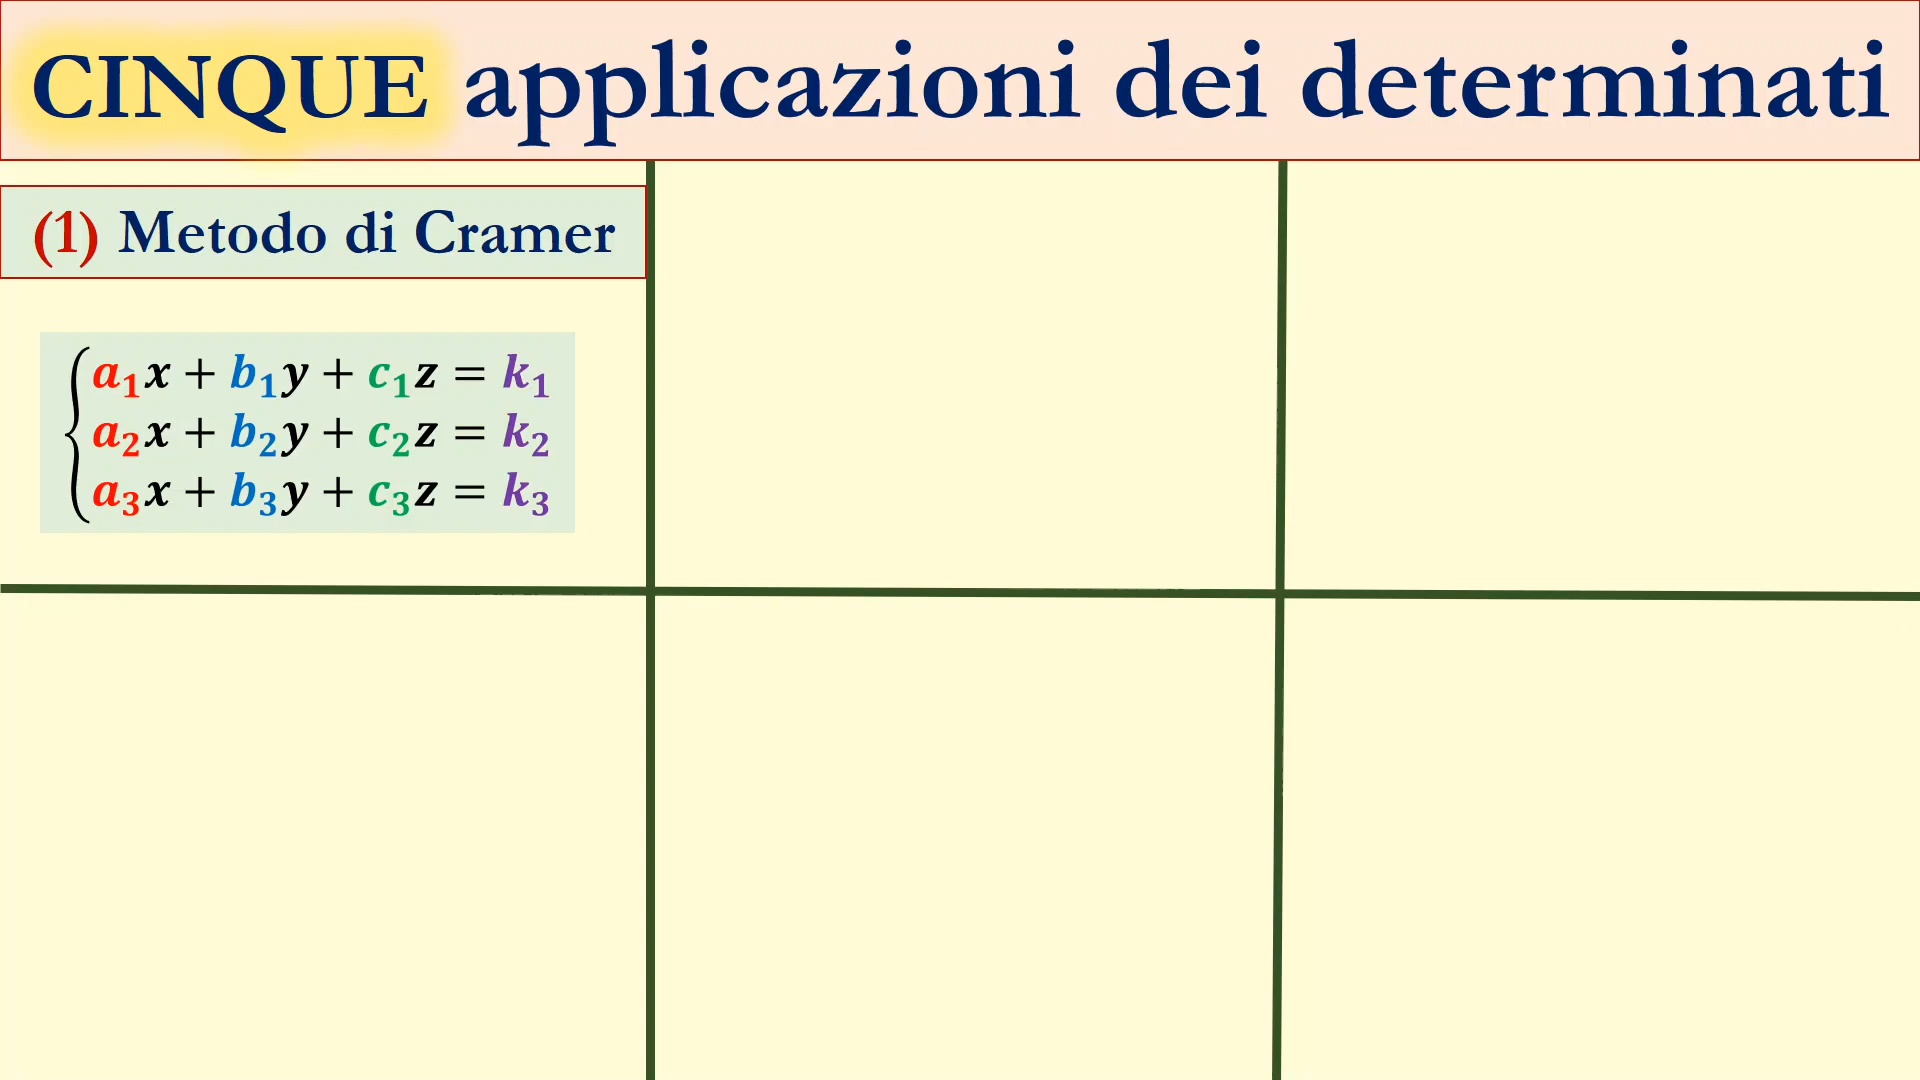 CINQUE applicazioni dei determinati
(1) Metodo di Cramer
a₁x + b₁y + c₁z = k₁
a₂x + b₂y + c₂z = k₂
a₃x + b₃y + c₃z = k₃